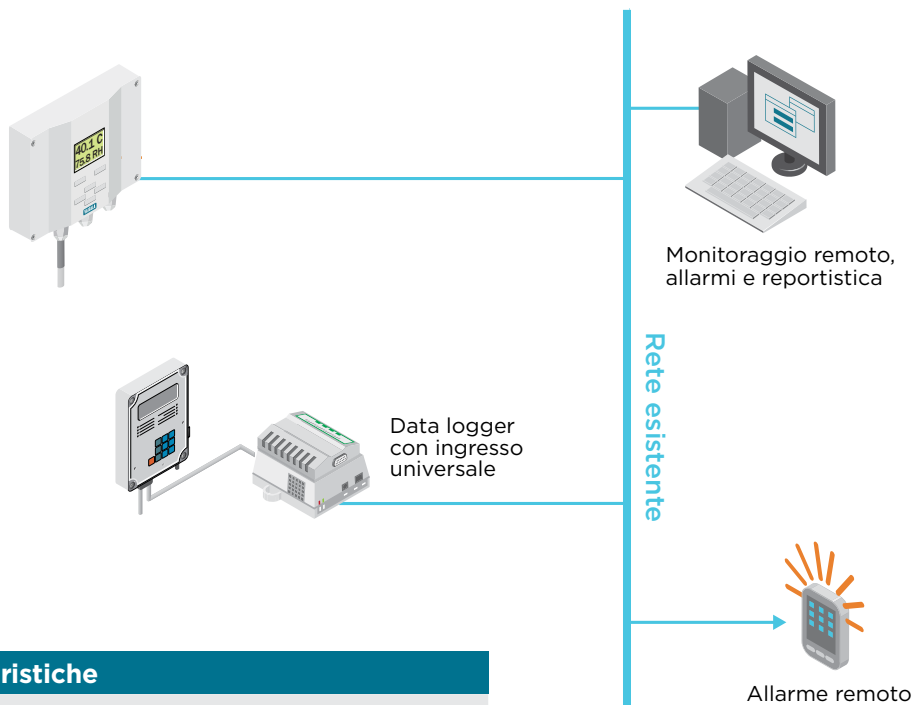 40.1 C
75.8 RH
Monitoraggio remoto,
allarmi e reportistica
Rete esistente
Data logger
con ingresso
universale
ristiche
Allarme remoto